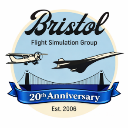 Bristol
Flight Simulation Group
20th Anniversary
Est. 2006